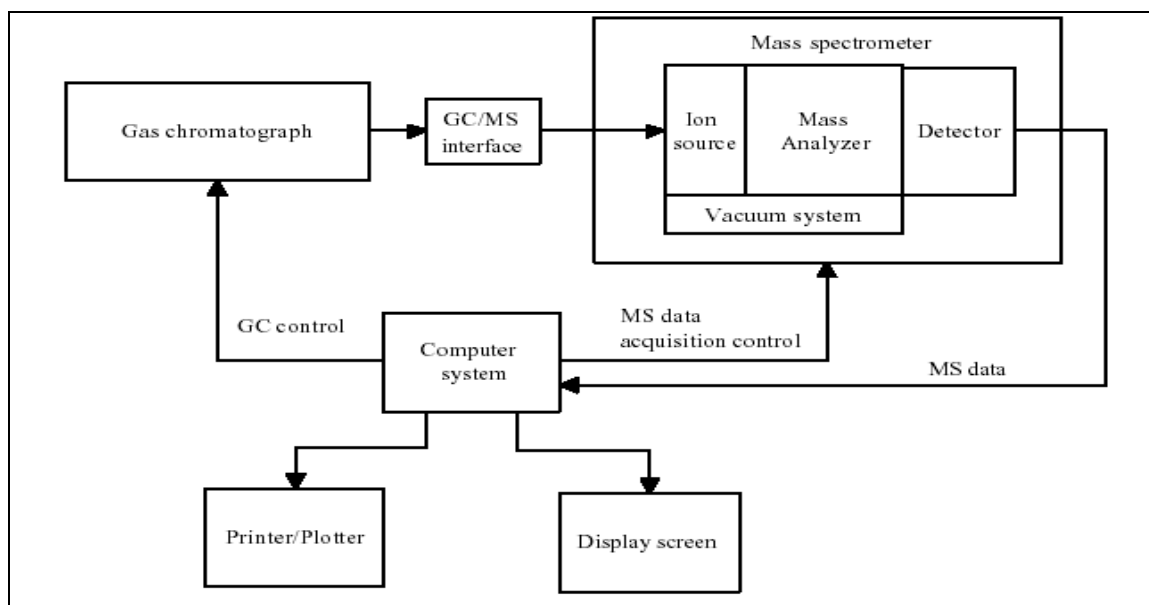 Mass spectrometer
Gas chromatograph
GC/MS
interface
Ion
source
Mass
Analyzer
Detector
Vacuum system
GC control
Computer
system
MS data
acquisition control
MS data
Printer/Plotter
Display screen